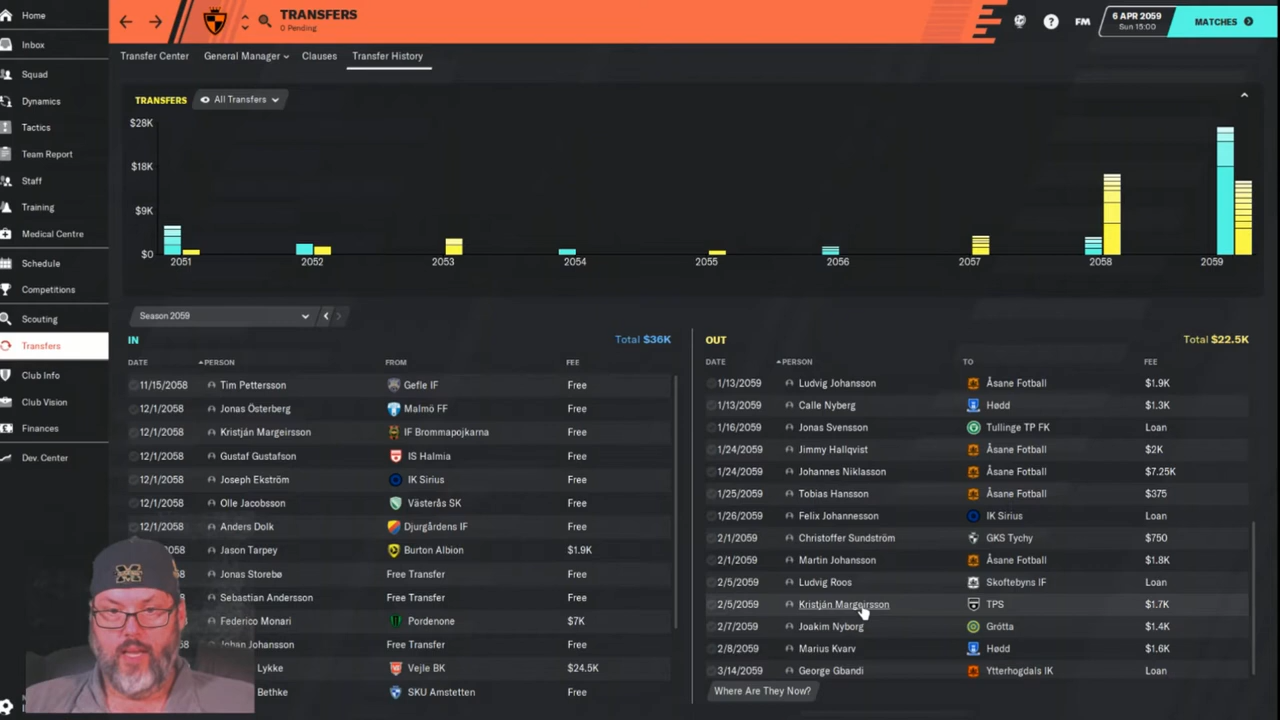 Home
TRANSFERS
0 Pending
FM
6 APR 2059
Sun 15:00
MATCHES
Inbox
Transfer Center General Manager Clauses Transfer History
Squad
Dynamics
Tactics
Team Report
Staff
Training
Medical Centre
Schedule
Competitions
Scouting
Transfers
Club Info
Club Vision
Finances
Dev. Center
TRANSFERS All Transfers
$28K
$18K
$9K
$0
2051 2052 2053 2054 2055 2056 2057 2058 2059
Season 2059
IN Total $36K
DATE PERSON FROM FEE
11/15/2058 Tim Pettersson Gefle IF Free
12/1/2058 Jonas Österberg Malmö FF Free
12/1/2058 Kristján Margeirsson IF Brommapojkarna Free
12/1/2058 Gustaf Gustafson IS Halmia Free
12/1/2058 Joseph Ekström IK Sirius Free
12/1/2058 Olle Jacobsson Västerås SK Free
12/1/2058 Anders Dolk Djurgårdens IF Free
058 Jason Tarpey Burton Albion $1.9K
8 Jonas Storebø Free Transfer Free
8 Sebastian Andersson Free Transfer Free
Federico Monari Pordenone $7K
Johan Johansson Free Transfer Free
Lykke Vejle BK $24.5K
Bethke SKU Amstetten Free
OUT Total $22.5K
DATE PERSON TO FEE
1/13/2059 Ludvig Johansson Åsane Fotball $1.9K
1/13/2059 Calle Nyberg Hødd $1.3K
1/16/2059 Jonas Svensson Tullinge TP FK Loan
1/24/2059 Jimmy Hallqvist Åsane Fotball $2K
1/24/2059 Johannes Niklasson Åsane Fotball $7.25K
1/25/2059 Tobias Hansson Åsane Fotball $375
1/26/2059 Felix Johannesson IK Sirius Loan
2/1/2059 Christoffer Sundström GKS Tychy $750
2/1/2059 Martin Johansson Åsane Fotball $1.8K
2/5/2059 Ludvig Roos Skoftebyns IF Loan
2/5/2059 Kristján Margeirsson TPS $1.7K
2/7/2059 Joakim Nyborg Grótta $1.4K
2/8/2059 Marius Kvarv Hødd $1.6K
3/14/2059 George Gbandi Ytterhogdals IK Loan
Where Are They Now?